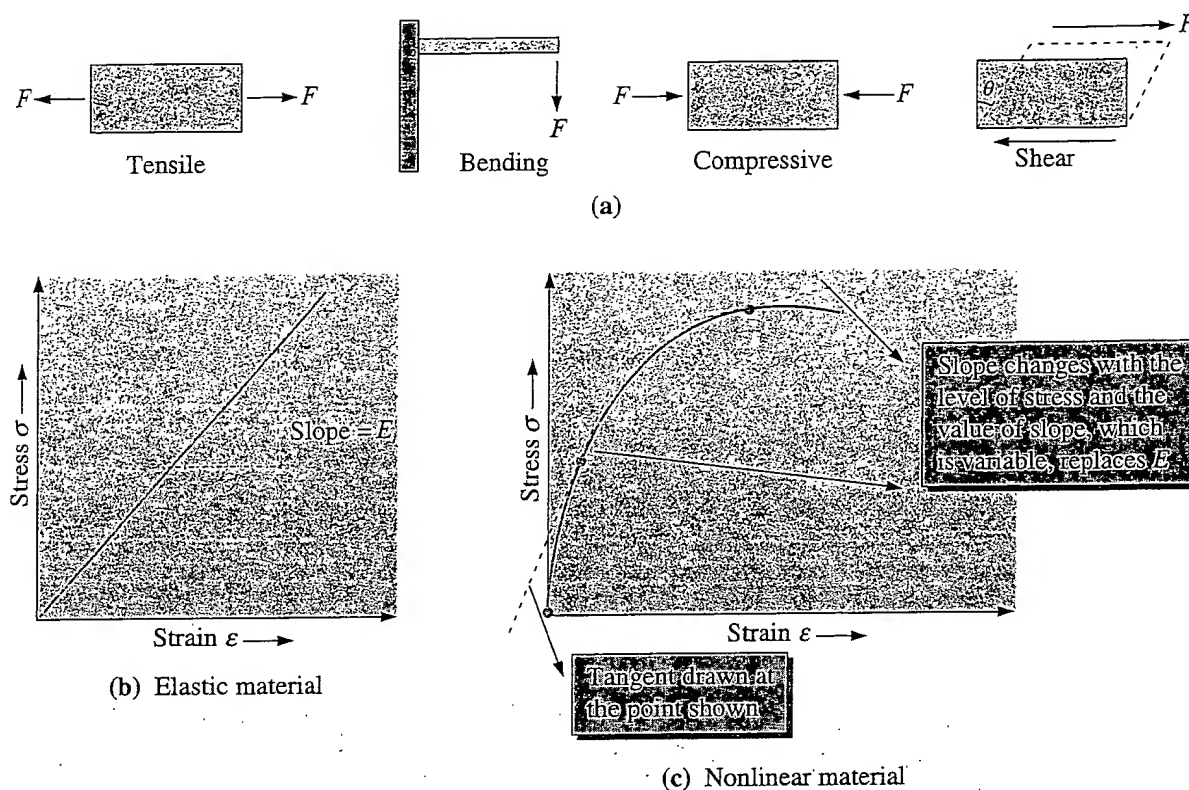 F
F
Tensile
F
Bending
F
F
Compressive
F
θ
Shear
(a)
Stress σ
Slope = E
Strain ε
(b) Elastic material
Stress σ
Slope changes with the
level of stress and the
value of slope, which
is variable, replaces E
Strain ε
Tangent drawn at
the point shown
(c) Nonlinear material